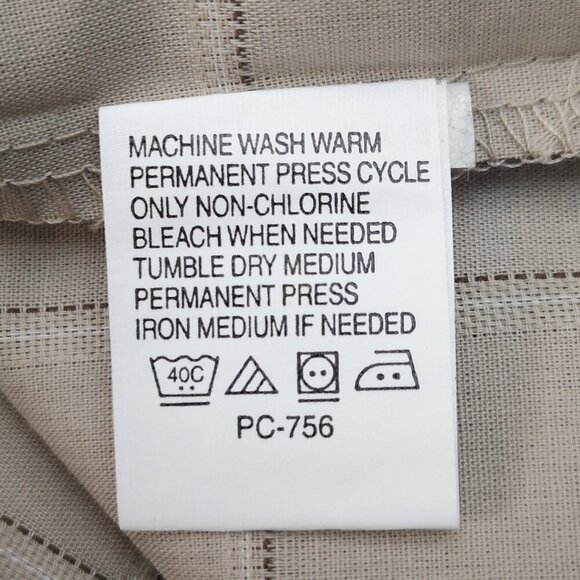 MACHINE WASH WARM
PERMANENT PRESS CYCLE
ONLY NON-CHLORINE
BLEACH WHEN NEEDED
TUMBLE DRY MEDIUM
PERMANENT PRESS
IRON MEDIUM IF NEEDED
40C
PC-756